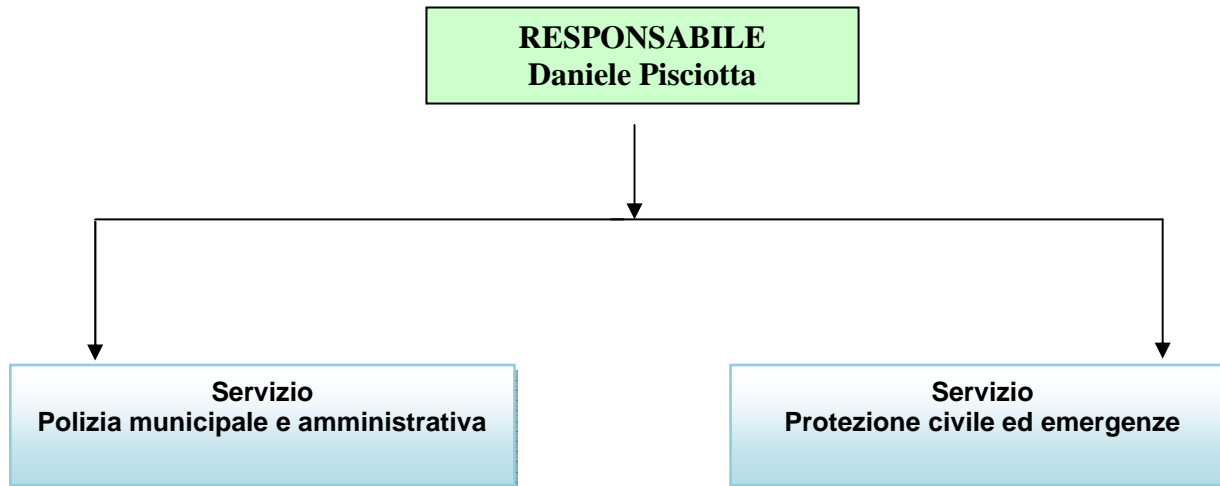 RESPONSABILE
Daniele Pisciotta
Servizio
Polizia municipale e amministrativa
Servizio
Protezione civile ed emergenze